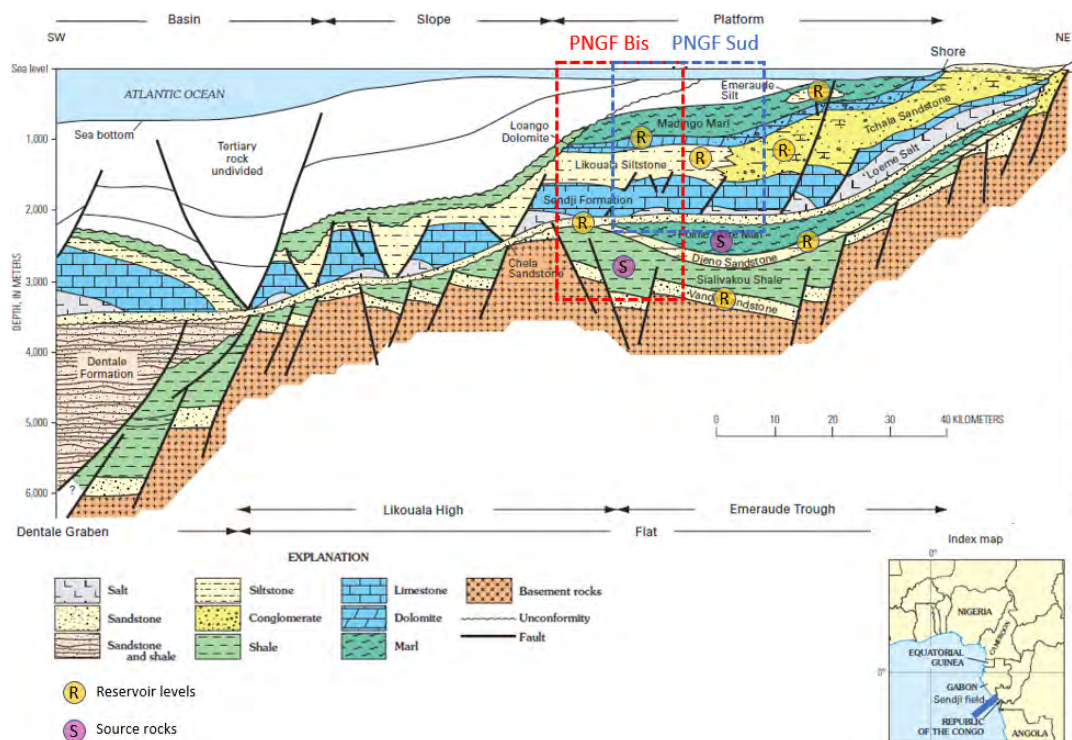 Basin
Slope
Platform
SW
NE
PNGF Bis
PNGF Sud
Shore
Sea level
ATLANTIC OCEAN
Sea bottom
Tertiary
rock
undivided
Emeraude
Silt
Loango
Dolomite
Madingo Marl
Tchala Sandstone
R
R
R
R
Likouala Siltstone
Loeme Salt
Sendji Formation
R
S
R
Djeno Sandstone
Chela
Sandstone
S
Sialivakou Shale
R
Dentale
Formation
?
DEPTH, IN METERS
1,000
2,000
3,000
4,000
5,000
6,000
0 10 20 30 40 KILOMETERS
Likouala High
Emeraude Trough
Dentale Graben
Flat
EXPLANATION
Salt
Siltstone
Limestone
Basement rocks
Sandstone
Conglomerate
Dolomite
Unconformity
Sandstone
and shale
Shale
Marl
Fault
R Reservoir levels
S Source rocks
Index map
0°
NIGERIA
CAMEROON
EQUATORIAL
GUINEA
0°
GABON
Sendji field
REPUBLIC
OF THE CONGO
ANGOLA